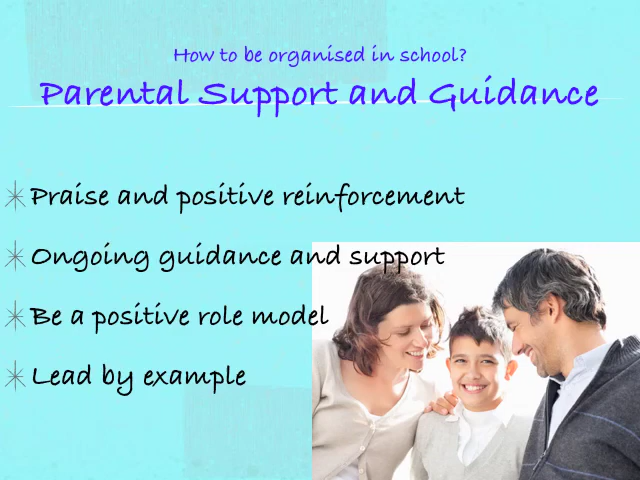 How to be organised in school?
Parental Support and Guidance
Praise and positive reinforcement
Ongoing guidance and support
Be a positive role model
Lead by example